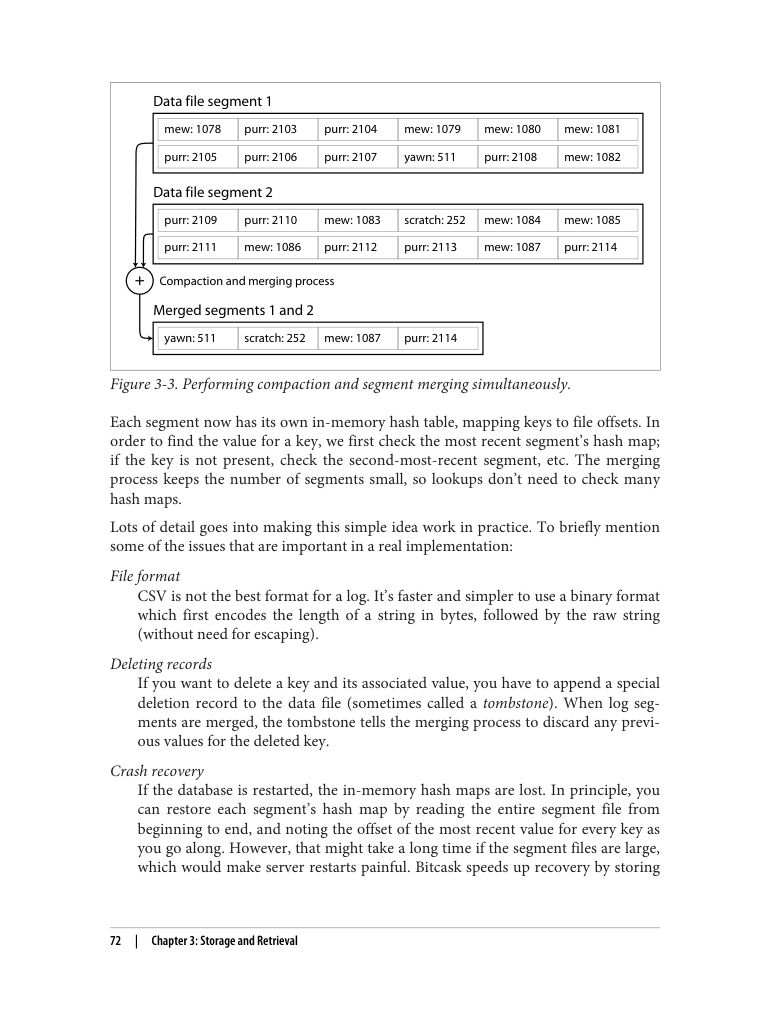 Data file segment 1
mew: 1078 purr: 2103 purr: 2104 mew: 1079 mew: 1080 mew: 1081
purr: 2105 purr: 2106 purr: 2107 yawn: 511 purr: 2108 mew: 1082
Data file segment 2
purr: 2109 purr: 2110 mew: 1083 scratch: 252 mew: 1084 mew: 1085
purr: 2111 mew: 1086 purr: 2112 purr: 2113 mew: 1087 purr: 2114
+ Compaction and merging process
Merged segments 1 and 2
yawn: 511 scratch: 252 mew: 1087 purr: 2114
Figure 3-3. Performing compaction and segment merging simultaneously.
Each segment now has its own in-memory hash table, mapping keys to file offsets. In
order to find the value for a key, we first check the most recent segment’s hash map;
if the key is not present, check the second-most-recent segment, etc. The merging
process keeps the number of segments small, so lookups don’t need to check many
hash maps.
Lots of detail goes into making this simple idea work in practice. To briefly mention
some of the issues that are important in a real implementation:
File format
CSV is not the best format for a log. It’s faster and simpler to use a binary format
which first encodes the length of a string in bytes, followed by the raw string
(without need for escaping).
Deleting records
If you want to delete a key and its associated value, you have to append a special
deletion record to the data file (sometimes called a tombstone). When log seg-
ments are merged, the tombstone tells the merging process to discard any previ-
ous values for the deleted key.
Crash recovery
If the database is restarted, the in-memory hash maps are lost. In principle, you
can restore each segment’s hash map by reading the entire segment file from
beginning to end, and noting the offset of the most recent value for every key as
you go along. However, that might take a long time if the segment files are large,
which would make server restarts painful. Bitcask speeds up recovery by storing
72 | Chapter 3: Storage and Retrieval